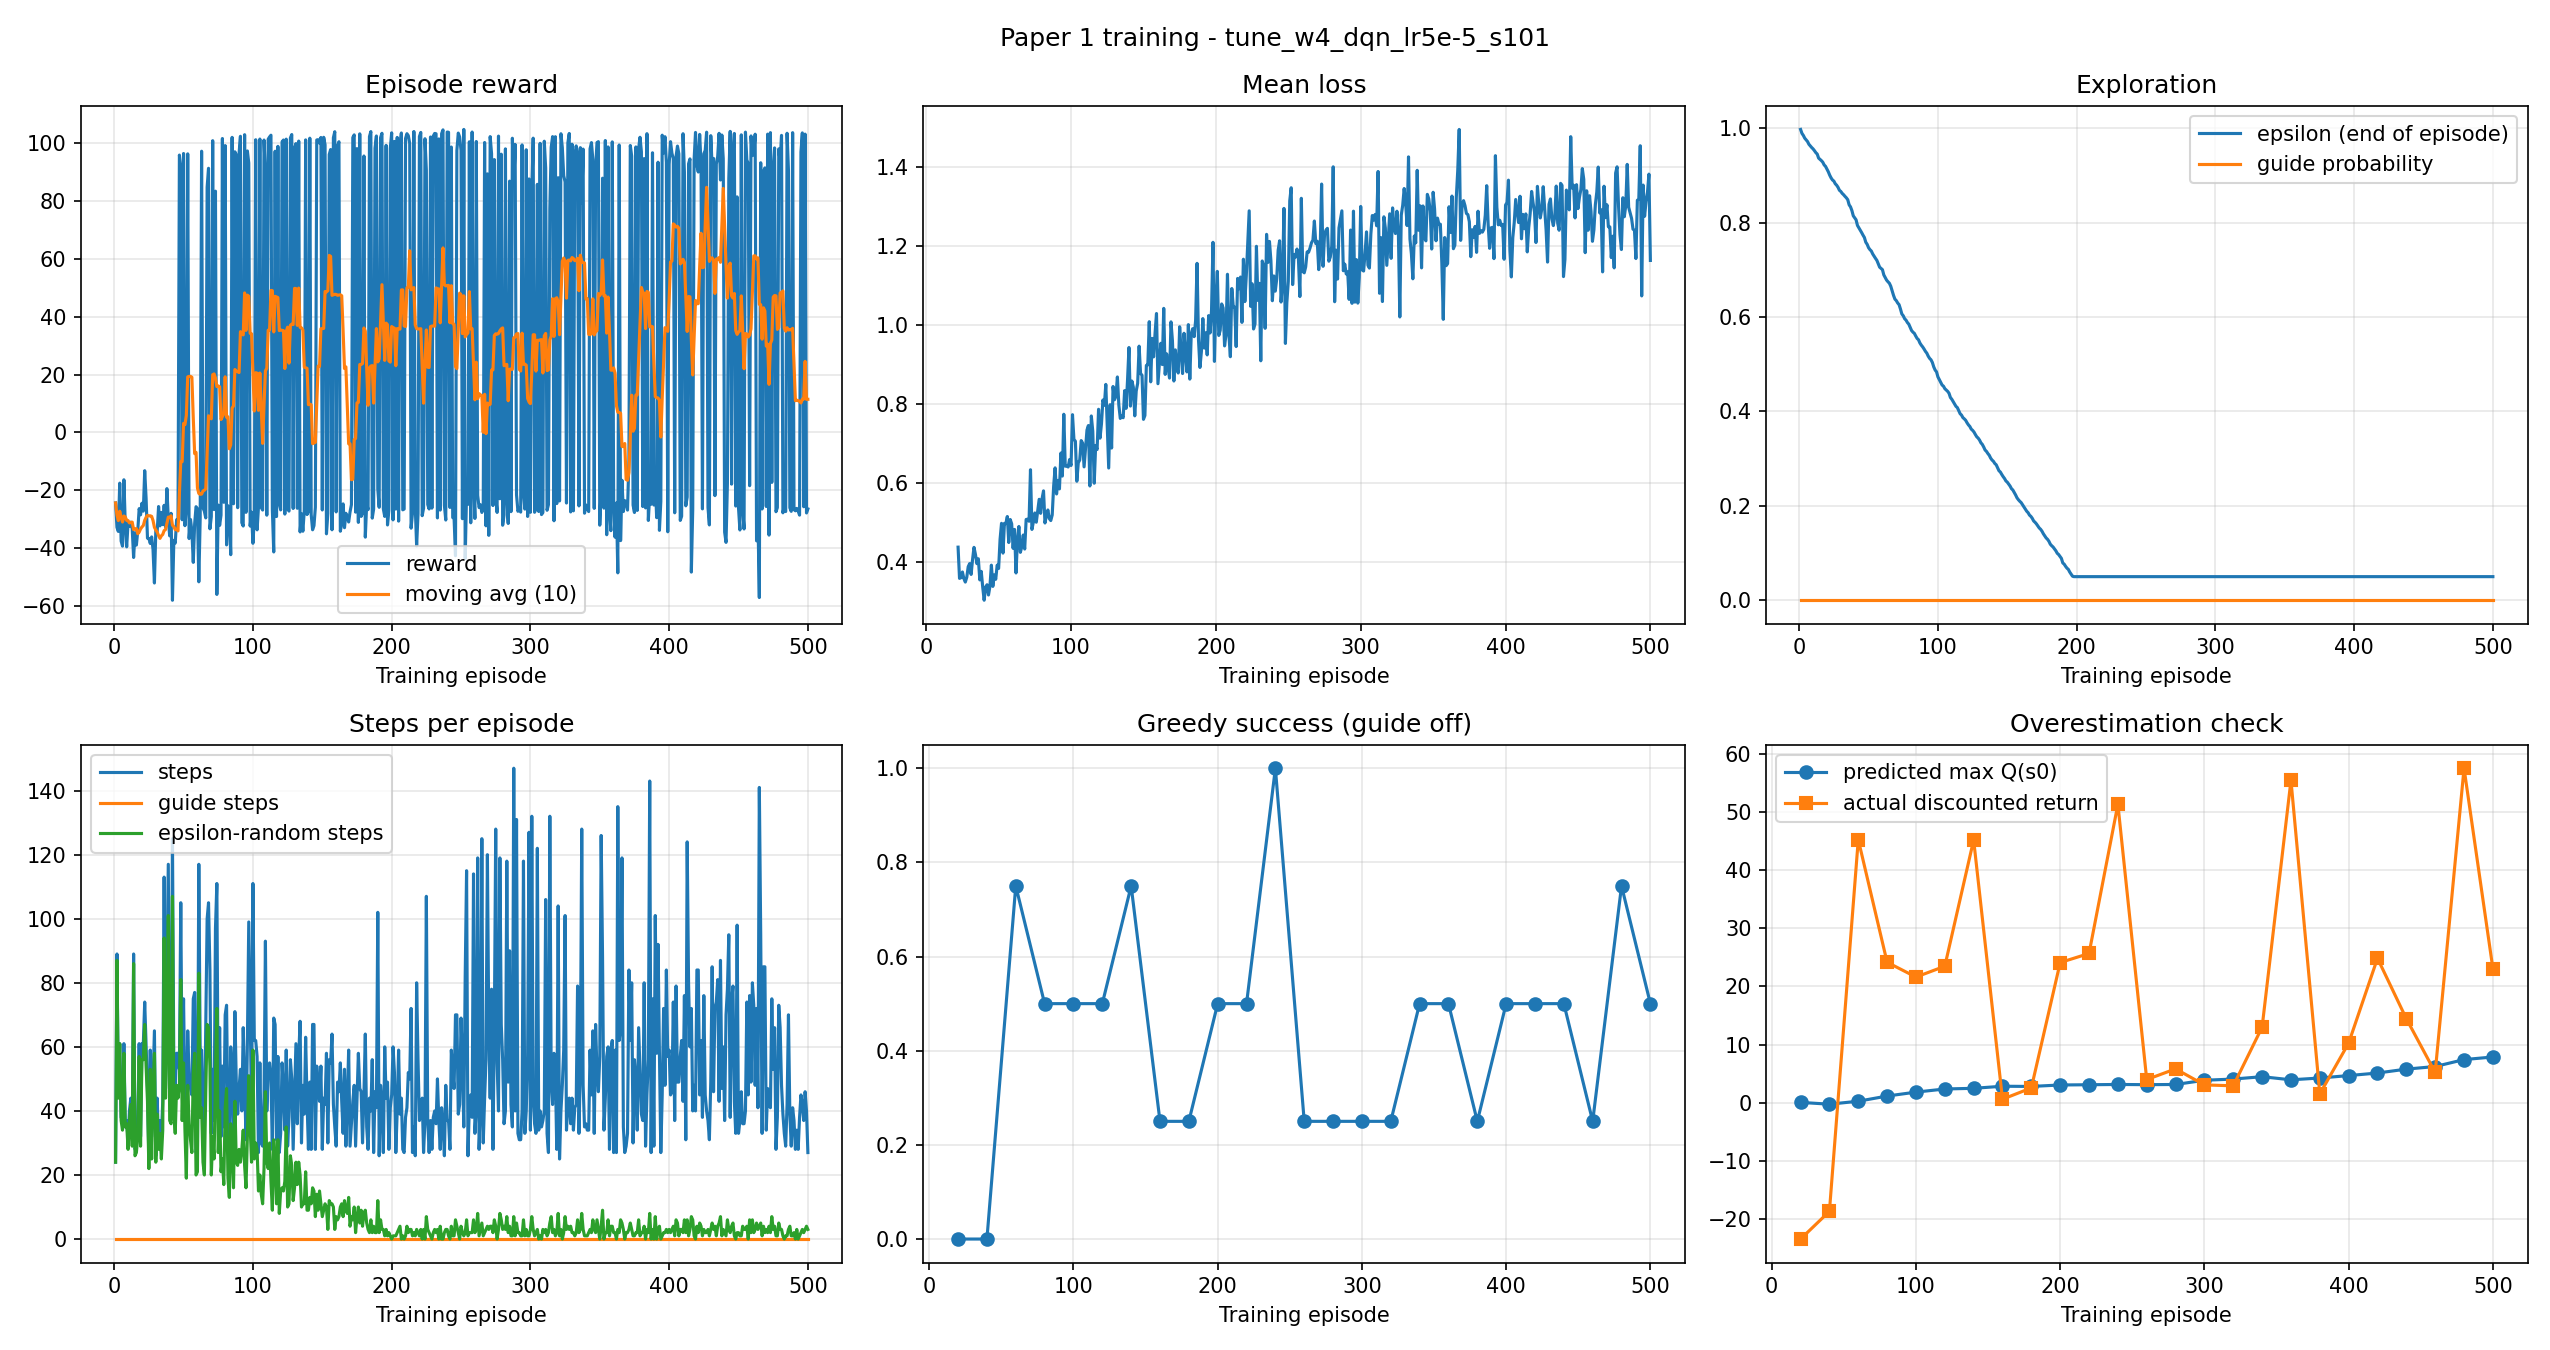 Paper 1 training - tune_w4_dqn_lr5e-5_s101
Episode reward
100
80
60
40
20
0
−20
−40
−60
reward
moving avg (10)
0 100 200 300 400 500
Training episode
Mean loss
1.4
1.2
1.0
0.8
0.6
0.4
0 100 200 300 400 500
Training episode
Exploration
1.0
0.8
0.6
0.4
0.2
0.0
epsilon (end of episode)
guide probability
0 100 200 300 400 500
Training episode
Steps per episode
140
120
100
80
60
40
20
0
steps
guide steps
epsilon-random steps
0 100 200 300 400 500
Training episode
Greedy success (guide off)
1.0
0.8
0.6
0.4
0.2
0.0
0 100 200 300 400 500
Training episode
Overestimation check
60
50
40
30
20
10
0
−10
−20
predicted max Q(s0)
actual discounted return
0 100 200 300 400 500
Training episode